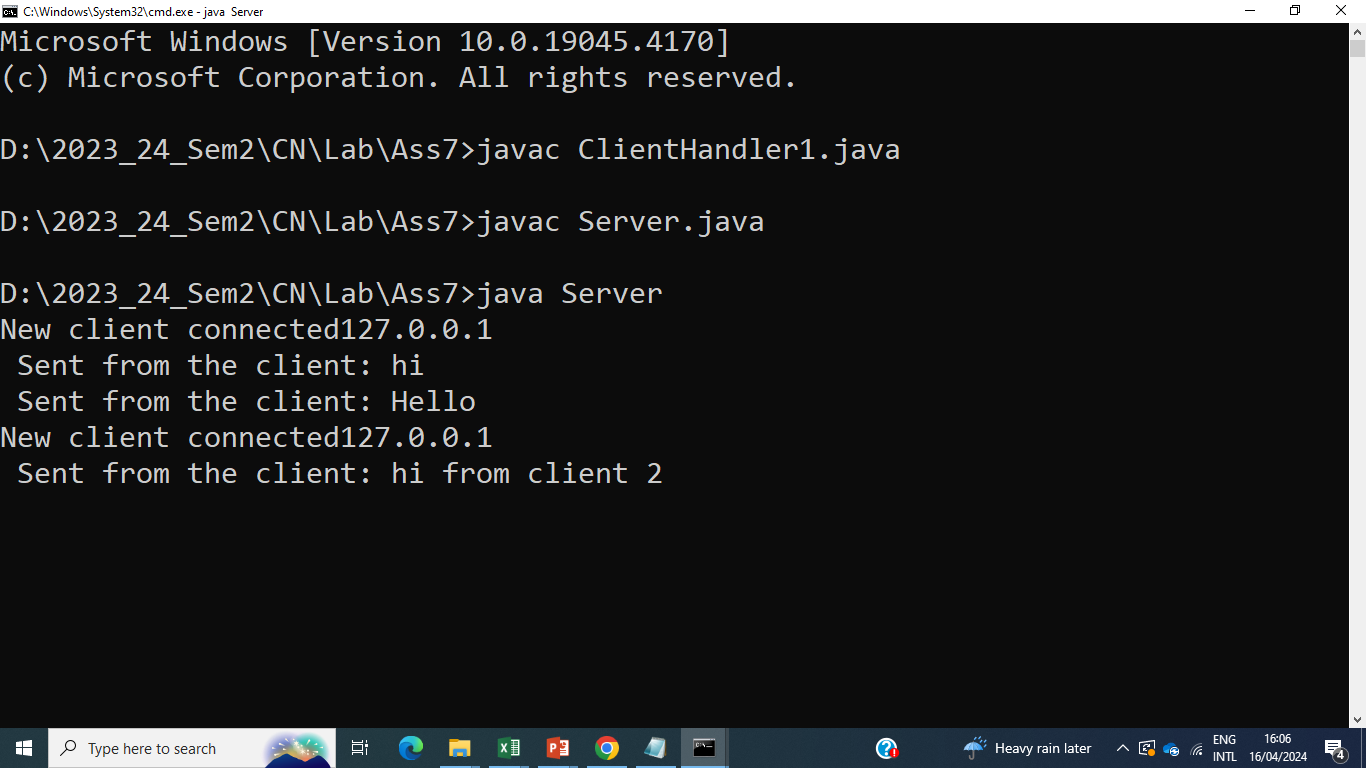 C:\Windows\System32\cmd.exe - java  Server
Microsoft Windows [Version 10.0.19045.4170]
(c) Microsoft Corporation. All rights reserved.
D:\2023_24_Sem2\CN\Lab\Ass7>javac ClientHandler1.java
D:\2023_24_Sem2\CN\Lab\Ass7>javac Server.java
D:\2023_24_Sem2\CN\Lab\Ass7>java Server
New client connected127.0.0.1
 Sent from the client: hi
 Sent from the client: Hello
New client connected127.0.0.1
 Sent from the client: hi from client 2
Type here to search
Heavy rain later
ENG
INTL
16:06
16/04/2024
4